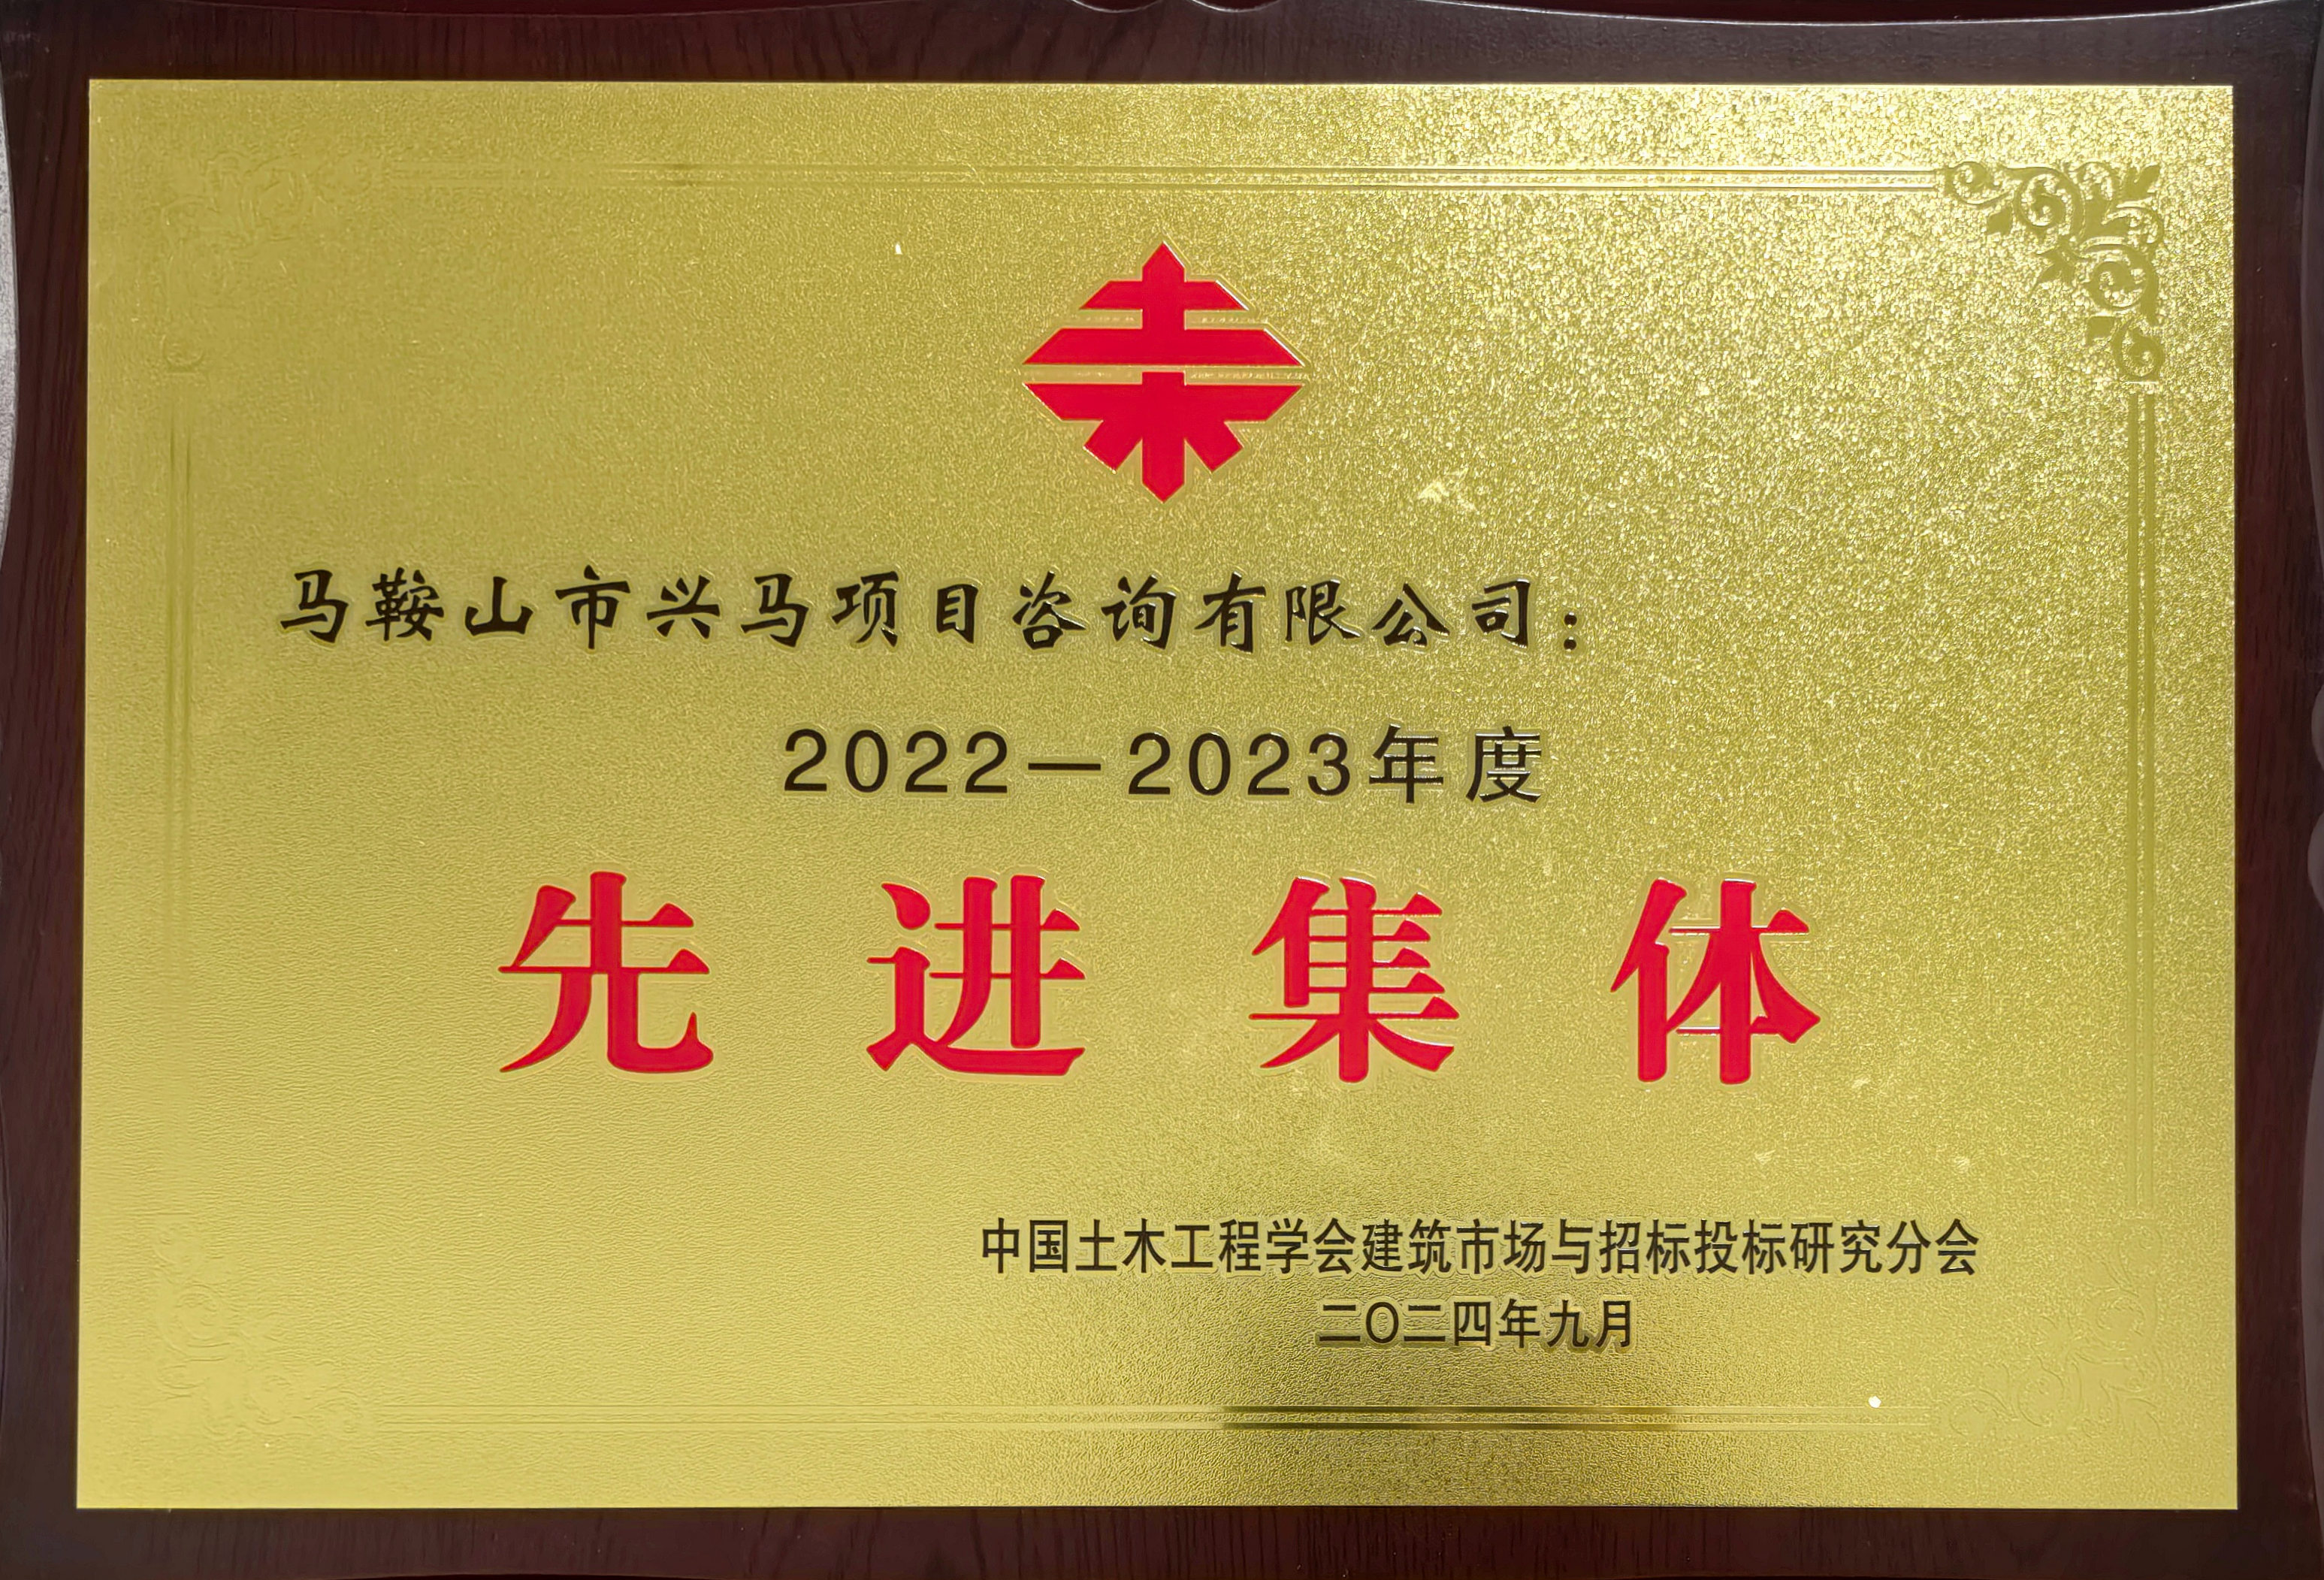 马鞍山市兴马项目咨询有限公司：
2022—2023年度
先进集体
中国土木工程学会建筑市场与招标投标研究分会
二〇二四年九月